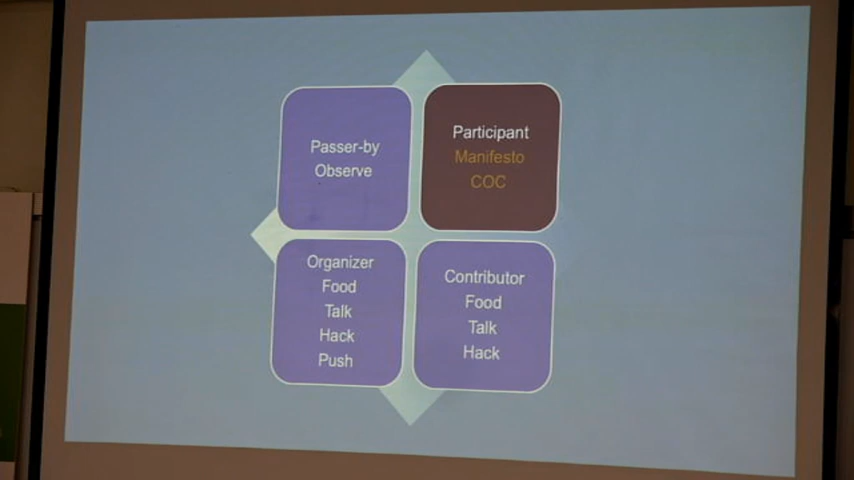 Passer-by
Observe
Participant
Manifesto
COC
Organizer
Food
Talk
Hack
Push
Contributor
Food
Talk
Hack